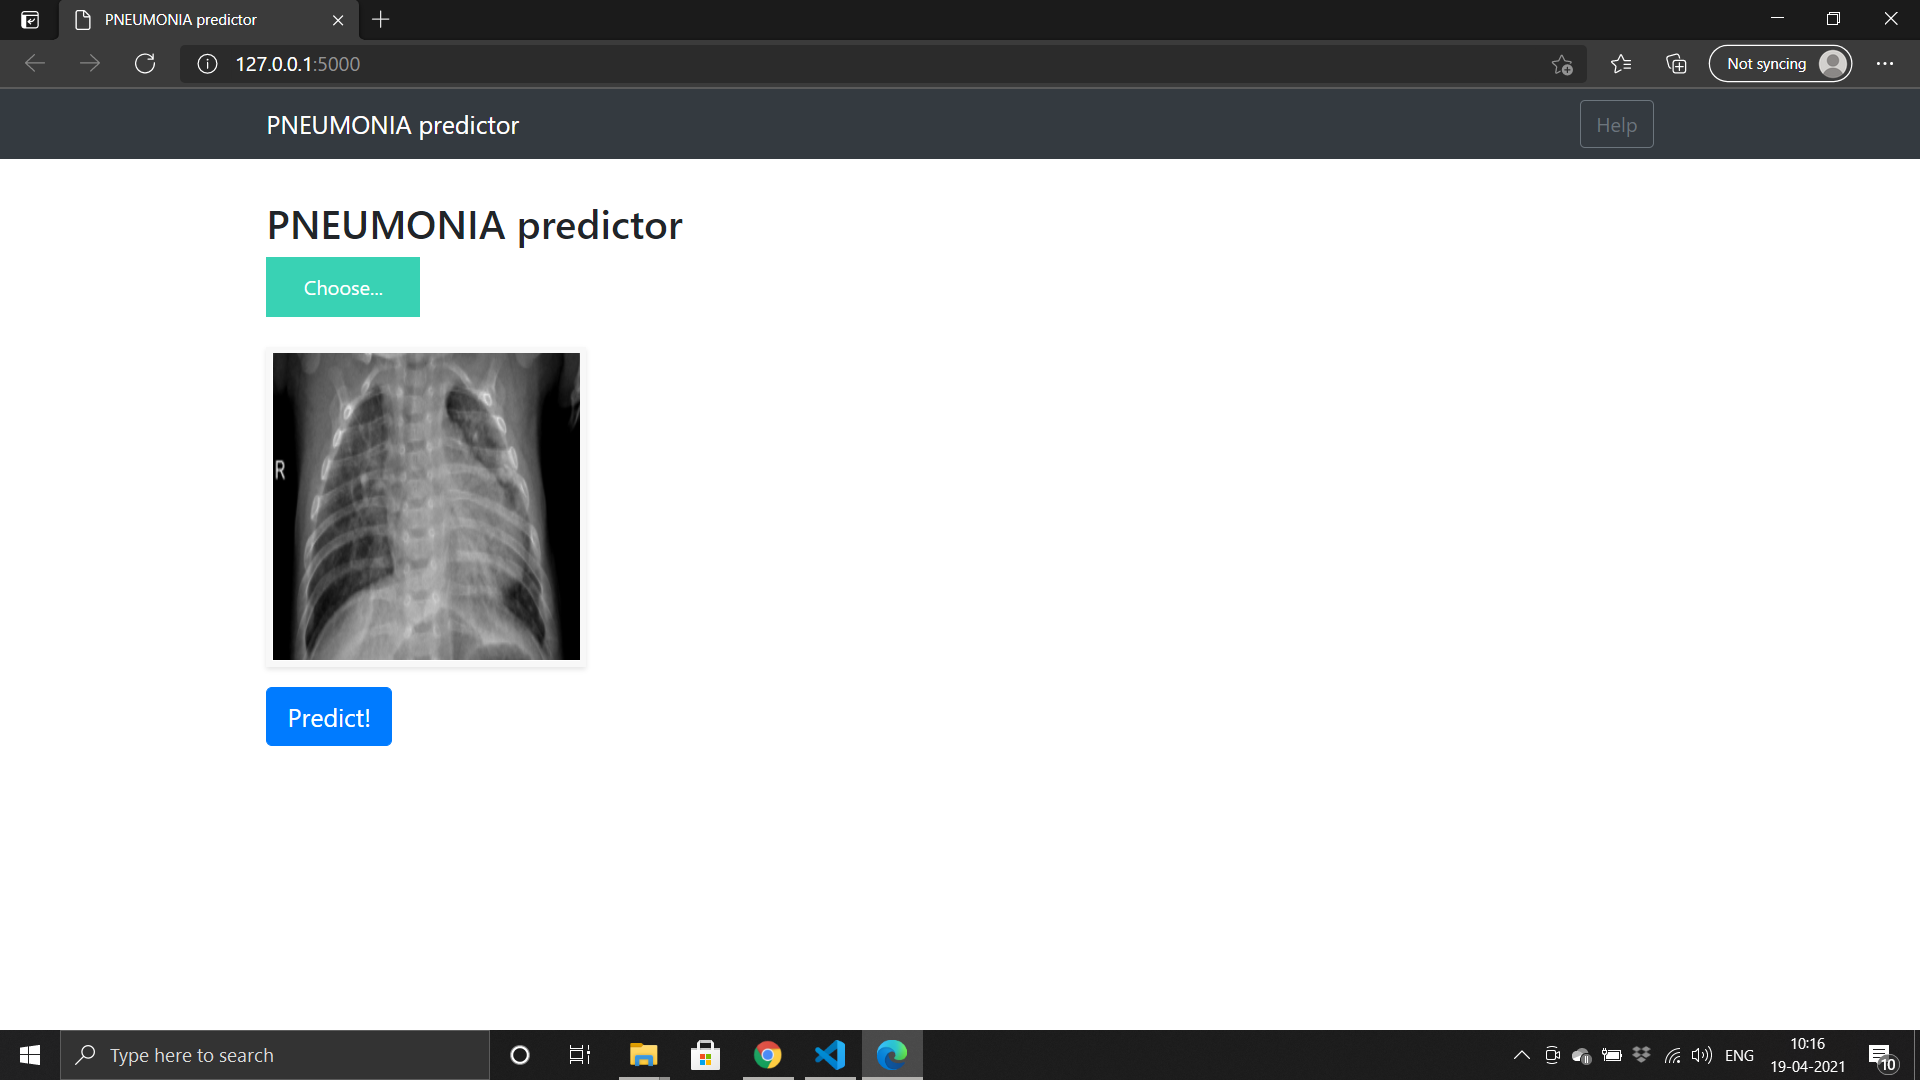 PNEUMONIA predictor
127.0.0.1:5000
Not syncing
PNEUMONIA predictor
Help
PNEUMONIA predictor
Choose...
R
Predict!
Type here to search
ENG
10:16
19-04-2021
10